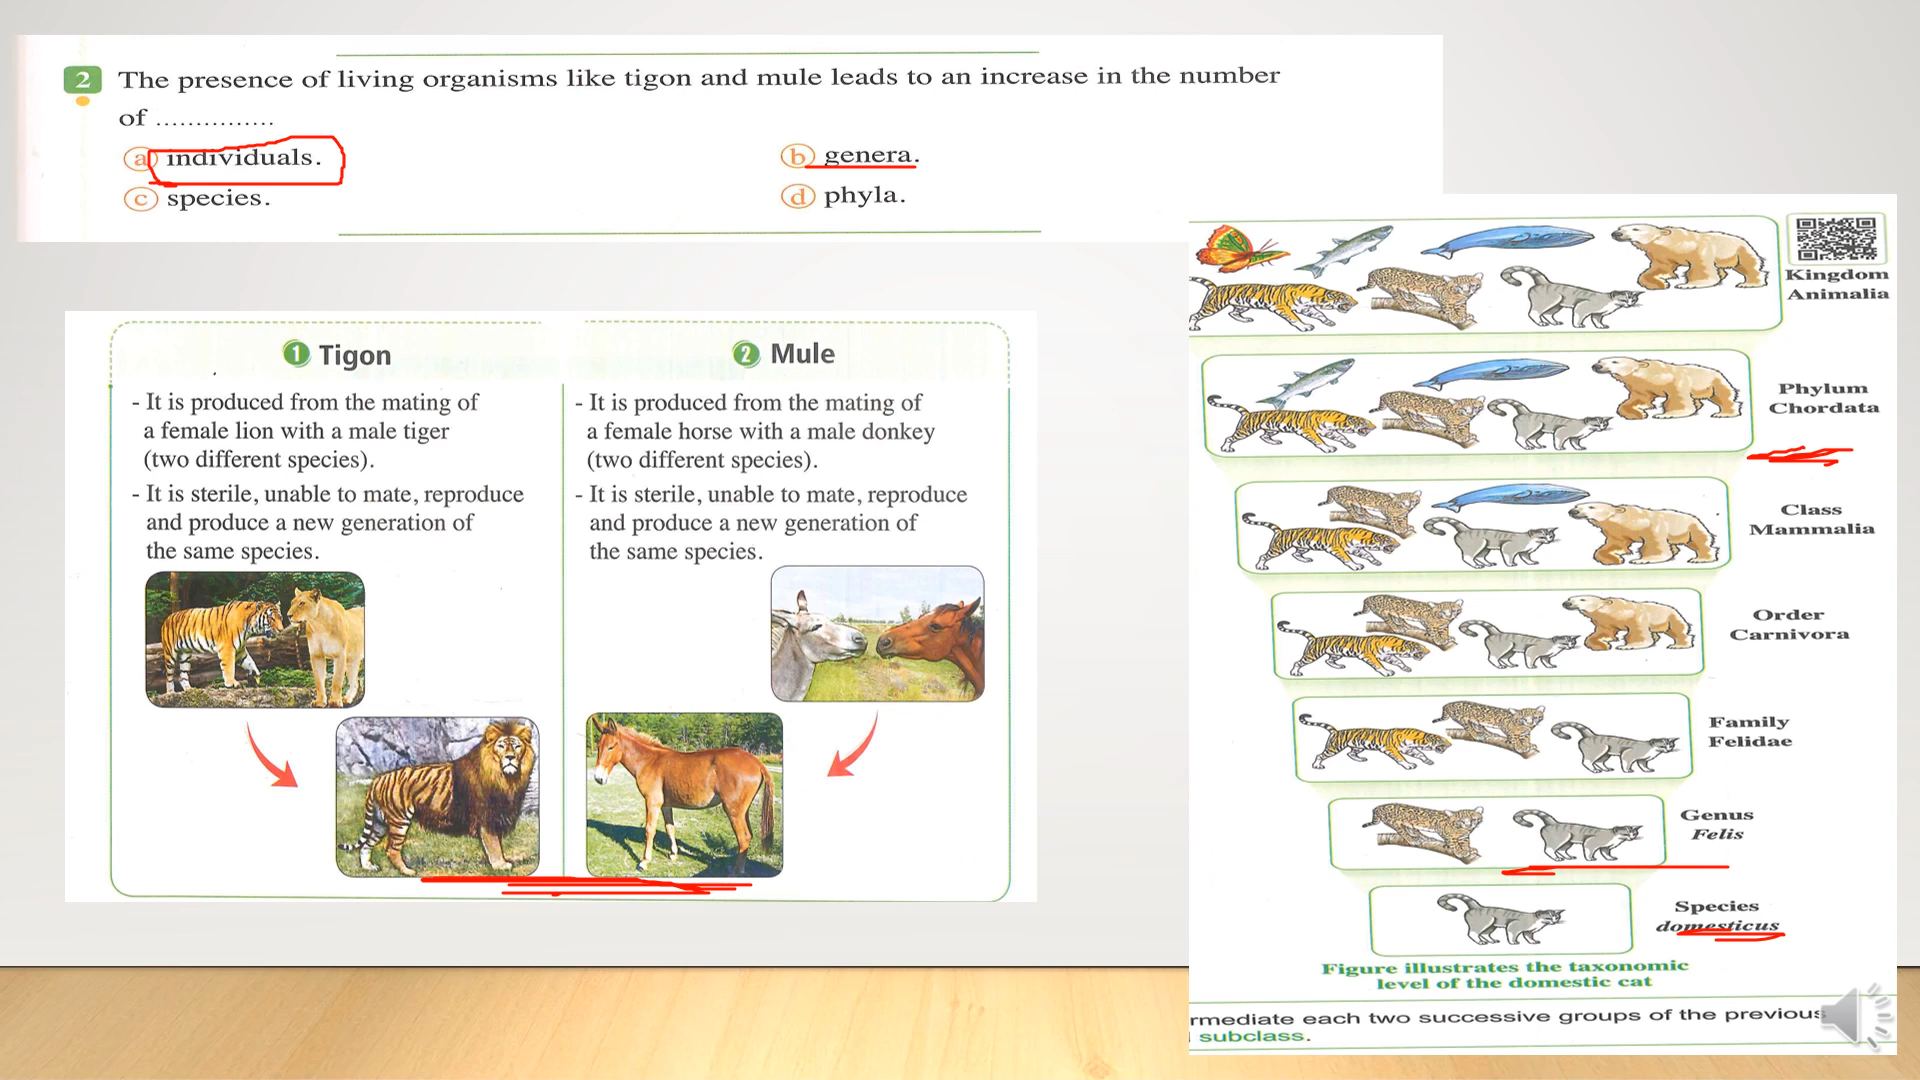 2 The presence of living organisms like tigon and mule leads to an increase in the number
of ...............
a individuals.
b genera.
c species.
d phyla.
1 Tigon
- It is produced from the mating of
a female lion with a male tiger
(two different species).
- It is sterile, unable to mate, reproduce
and produce a new generation of
the same species.
2 Mule
- It is produced from the mating of
a female horse with a male donkey
(two different species).
- It is sterile, unable to mate, reproduce
and produce a new generation of
the same species.
Kingdom
Animalia
Phylum
Chordata
Class
Mammalia
Order
Carnivora
Family
Felidae
Genus
Felis
Species
domesticus
Figure illustrates the taxonomic
level of the domestic cat
rmediate each two successive groups of the previous
subclass.